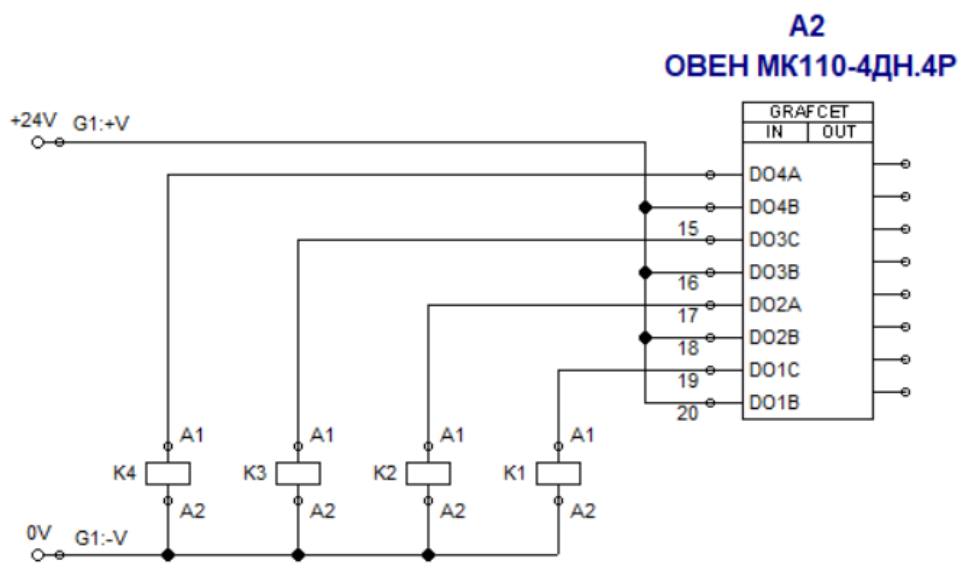 A2
ОВЕН МК110-4ДН.4Р
GRAFCET
IN OUT
+24V G1:+V
DO4A
DO4B
15 DO3C
DO3B
16
DO2A
17
DO2B
18
DO1C
19
DO1B
20
A1 A1 A1 A1
K4 K3 K2 K1
A2 A2 A2 A2
0V G1:-V